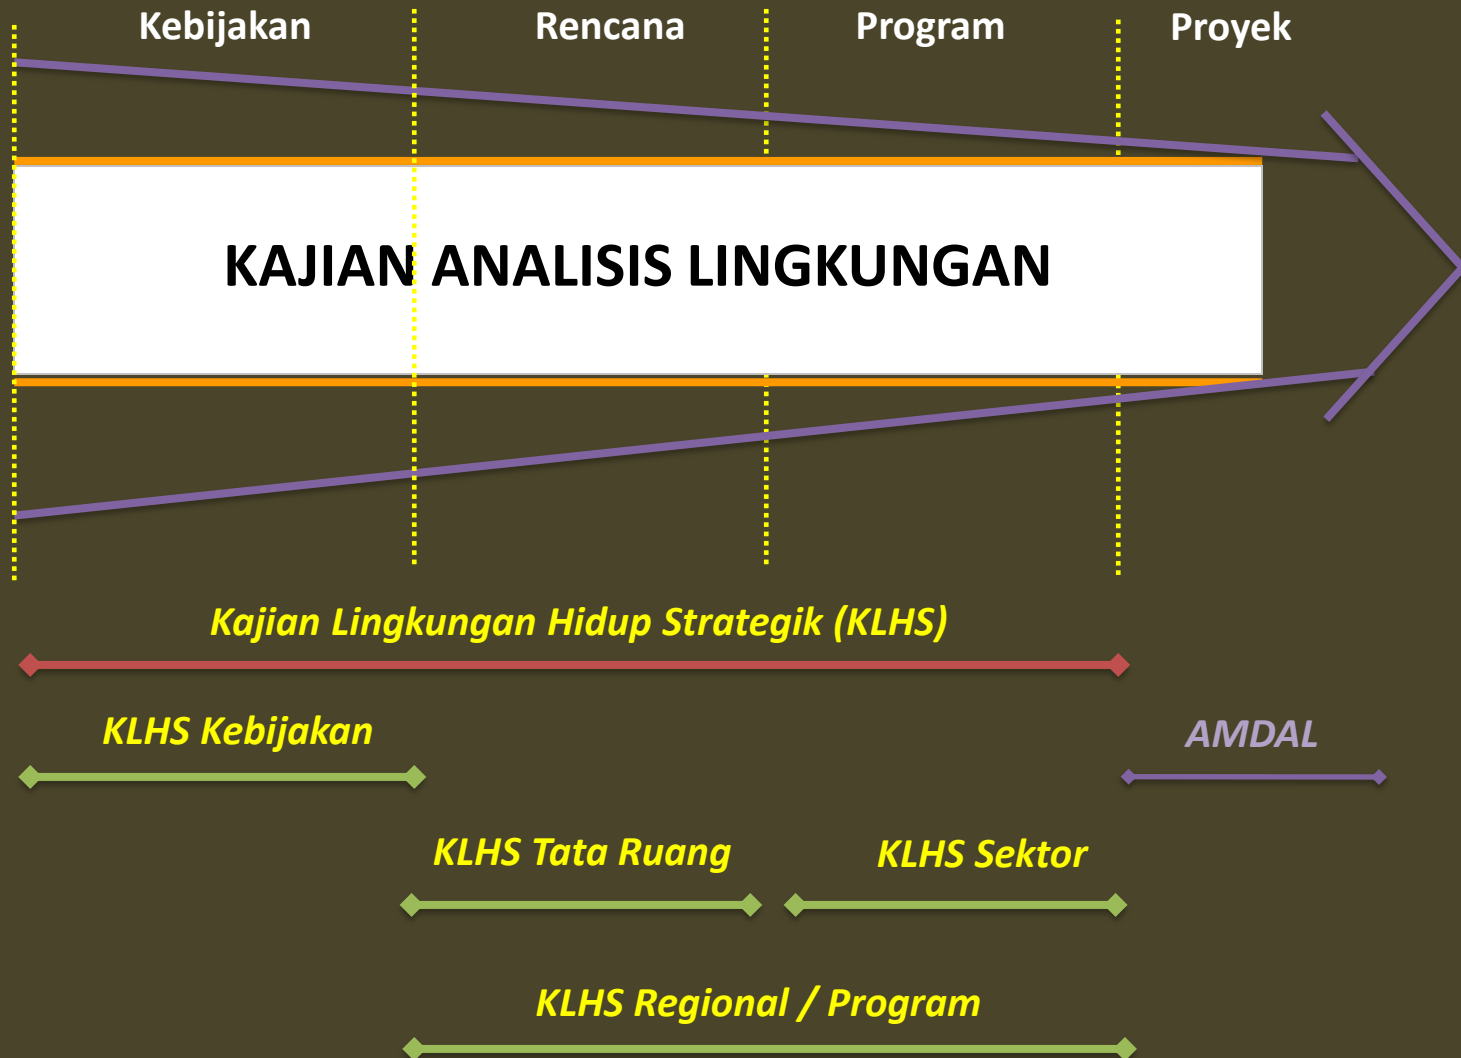 Kebijakan
Rencana
Program
Proyek
KAJIAN ANALISIS LINGKUNGAN
Kajian Lingkungan Hidup Strategik (KLHS)
KLHS Kebijakan
AMDAL
KLHS Tata Ruang
KLHS Sektor
KLHS Regional / Program